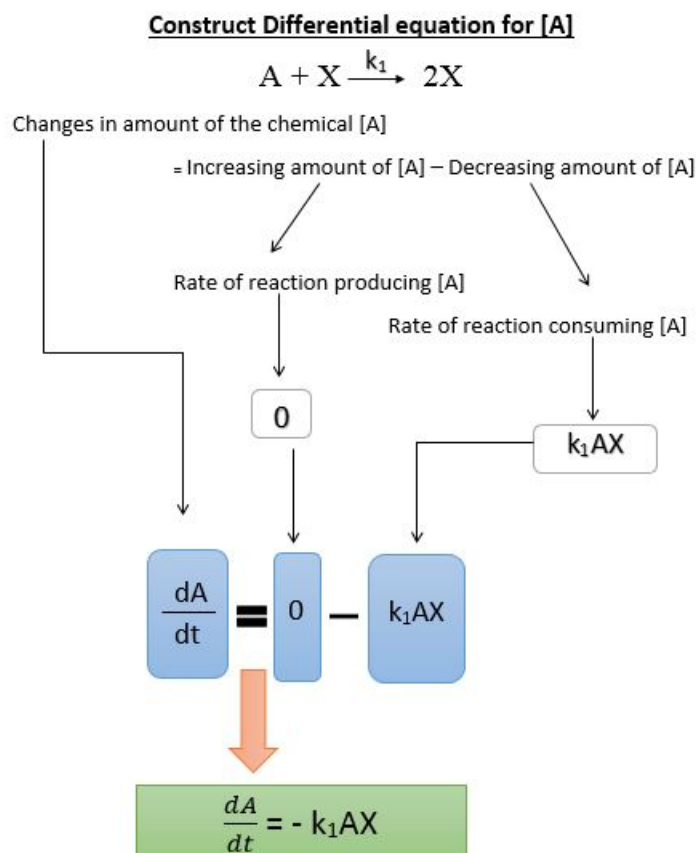 Construct Differential equation for [A]
A + X k₁→ 2X
Changes in amount of the chemical [A]
= Increasing amount of [A] – Decreasing amount of [A]
Rate of reaction producing [A]
Rate of reaction consuming [A]
0
k₁AX
dA/dt = 0 – k₁AX
dA/dt = - k₁AX